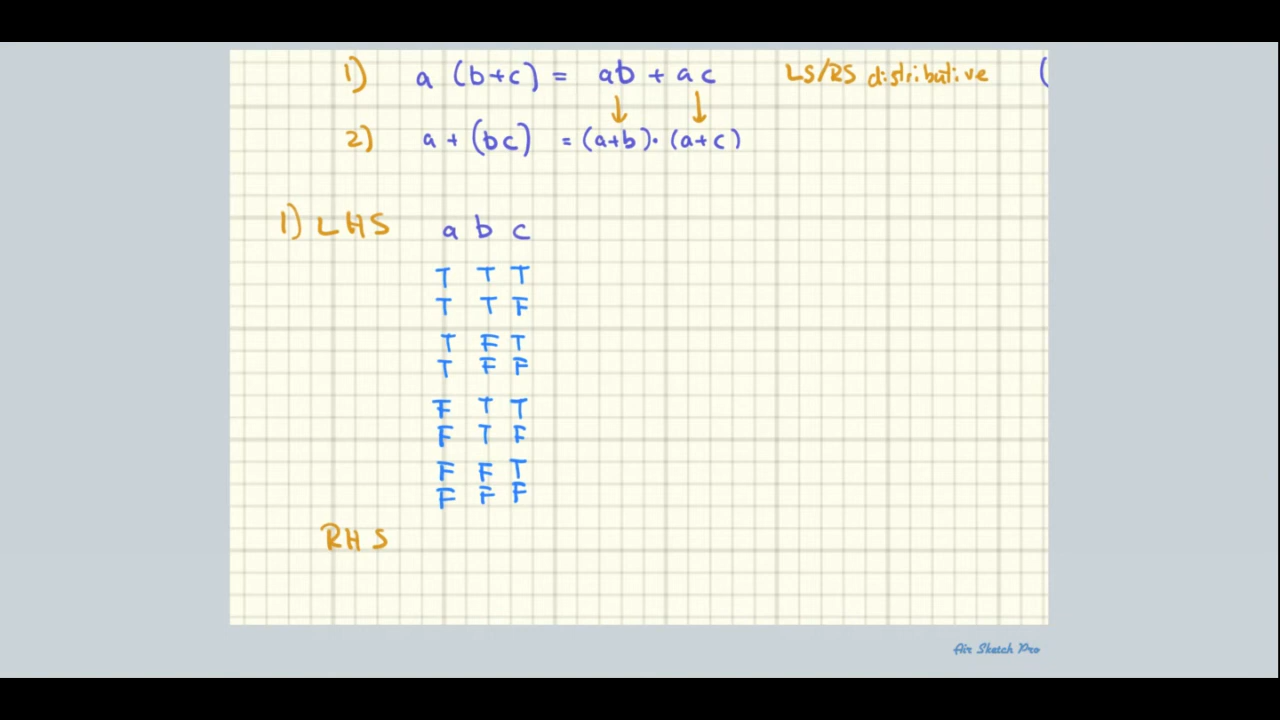 1) a (b+c) = ab + ac LS/RS distributive (
↓ ↓
2) a + (bc) = (a+b)·(a+c)
1) LHS a b c
T T T
T T F
T F T
T F F
F T T
F T F
F F T
F F F
RHS
Air Sketch Pro